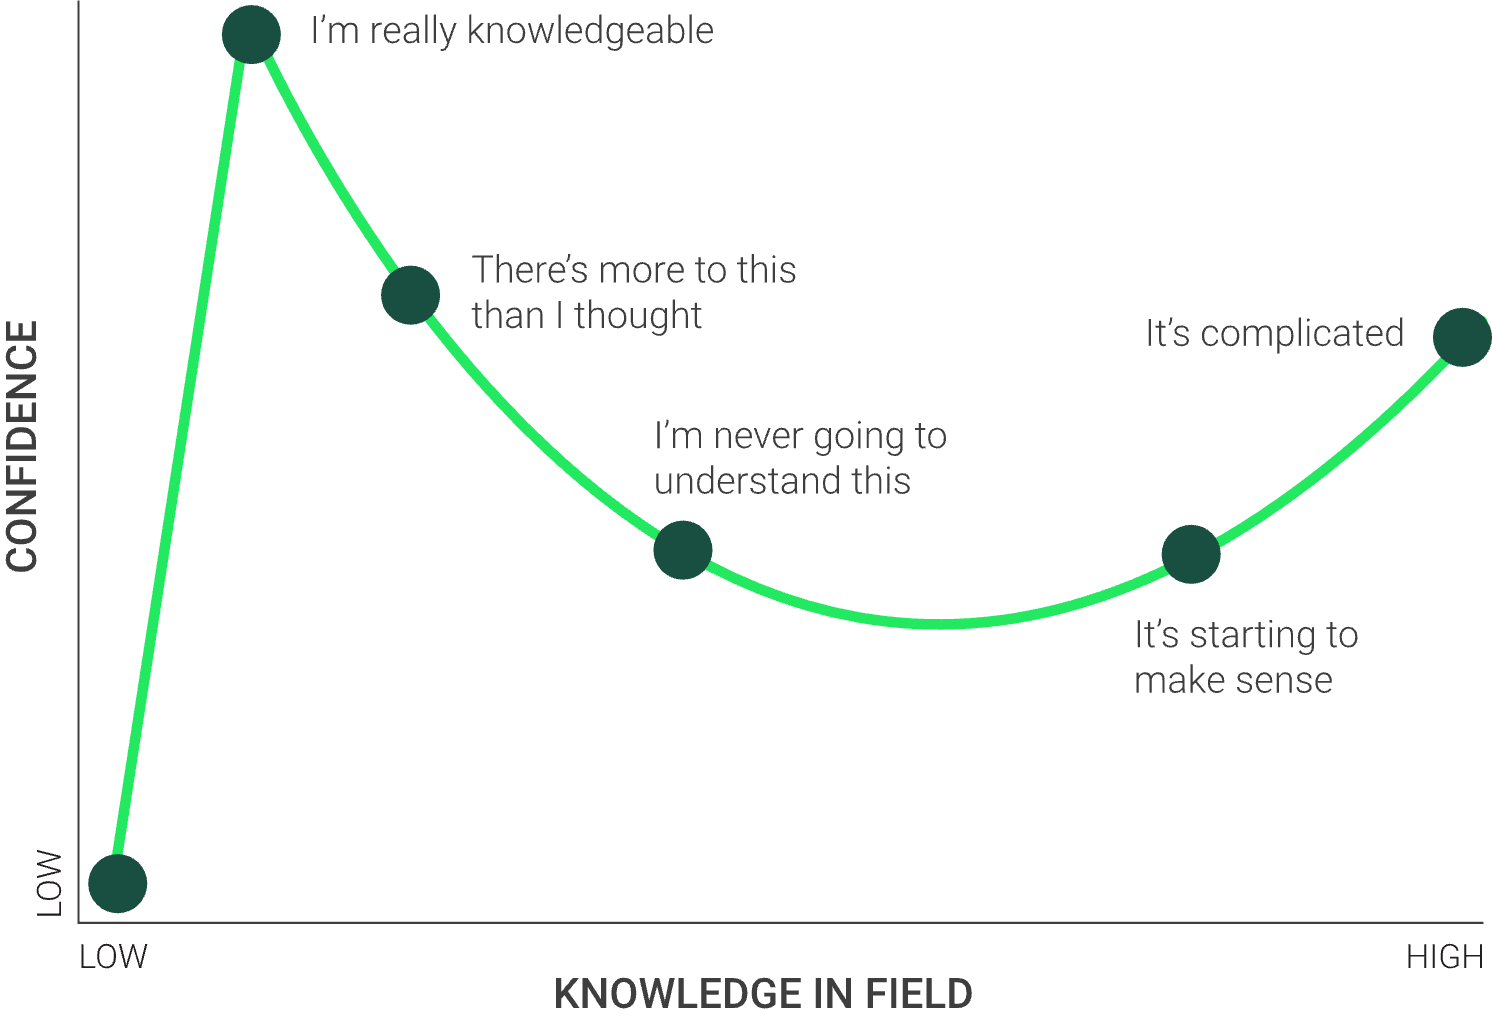 I’m really knowledgeable
There’s more to this
than I thought
It’s complicated
I’m never going to
understand this
It’s starting to
make sense
CONFIDENCE
LOW
LOW
HIGH
KNOWLEDGE IN FIELD